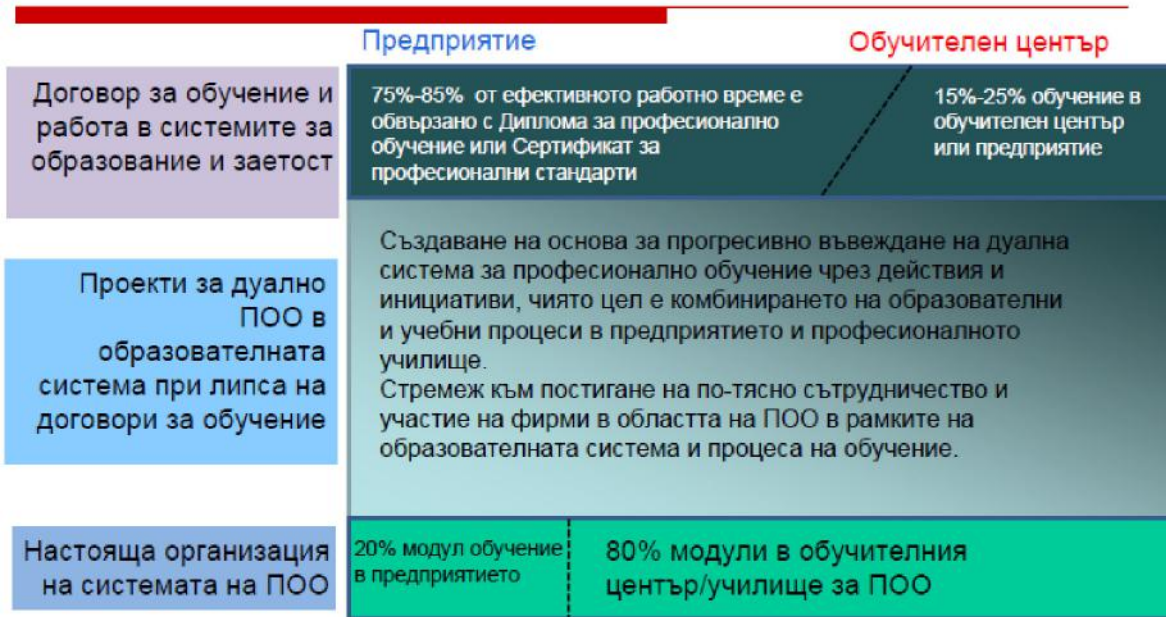 Предприятие
Обучителен център
Договор за обучение и
работа в системите за
образование и заетост
75%-85% от ефективното работно време е
обвързано с Диплома за професионално
обучение или Сертификат за
професионални стандарти
15%-25% обучение в
обучителен център
или предприятие
Проекти за дуално
ПОО в
образователната
система при липса на
договори за обучение
Създаване на основа за прогресивно въвеждане на дуална
система за професионално обучение чрез действия и
инициативи, чиято цел е комбинирането на образователни
и учебни процеси в предприятието и професионалното
училище.
Стремеж към постигане на по-тясно сътрудничество и
участие на фирми в областта на ПОО в рамките на
образователната система и процеса на обучение.
Настояща организация
на системата на ПОО
20% модул обучение
в предприятието
80% модули в обучителния
център/училище за ПОО